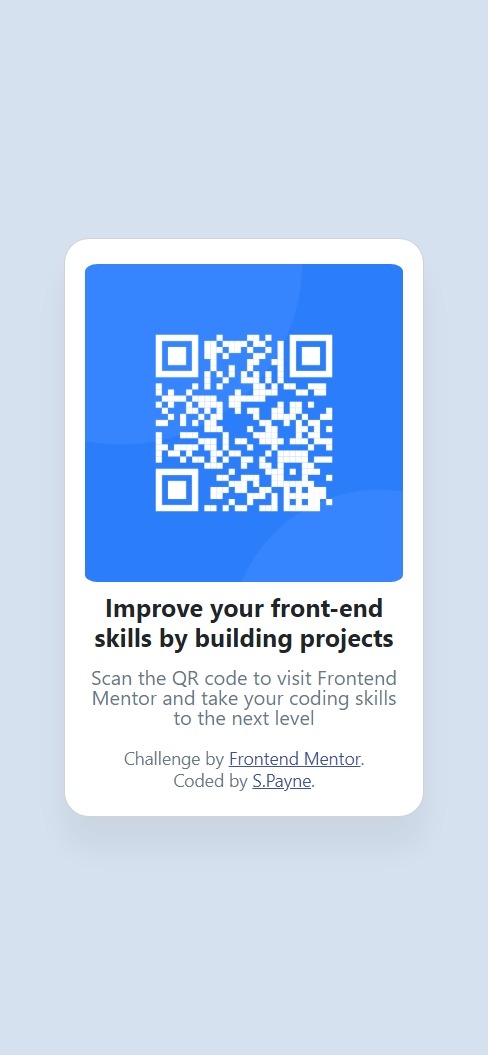 Improve your front-end
skills by building projects
Scan the QR code to visit Frontend
Mentor and take your coding skills
to the next level
Challenge by Frontend Mentor.
Coded by S.Payne.